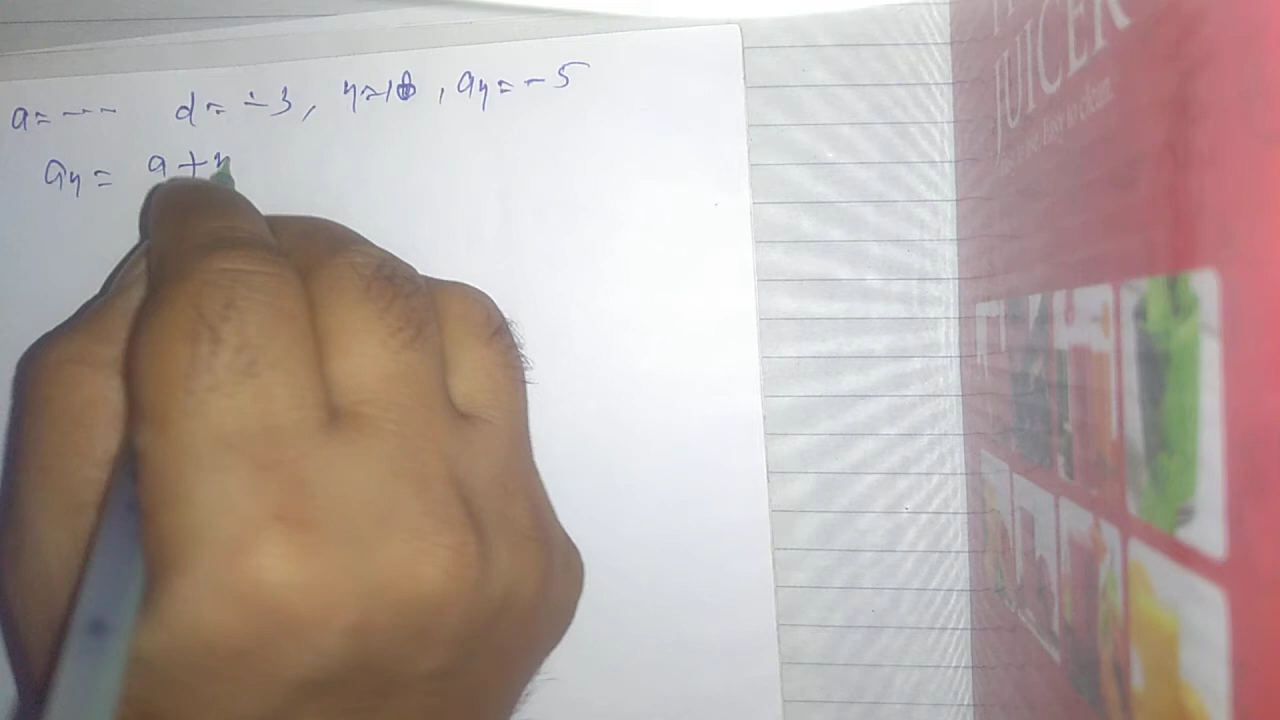 a = --- d = -3, n = 18, an = -5
an = a + n
JUICER